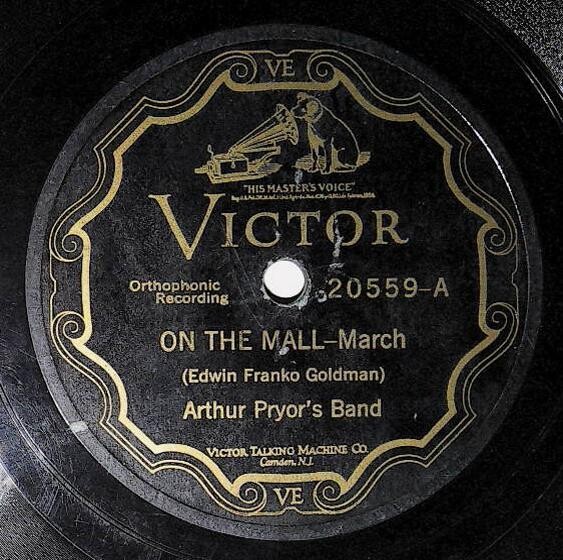 VE
"HIS MASTER'S VOICE"
VICTOR
Orthophonic
Recording
20559-A
ON THE MALL-March
(Edwin Franko Goldman)
Arthur Pryor's Band
VICTOR TALKING MACHINE CO.
Camden, N.J.
VE